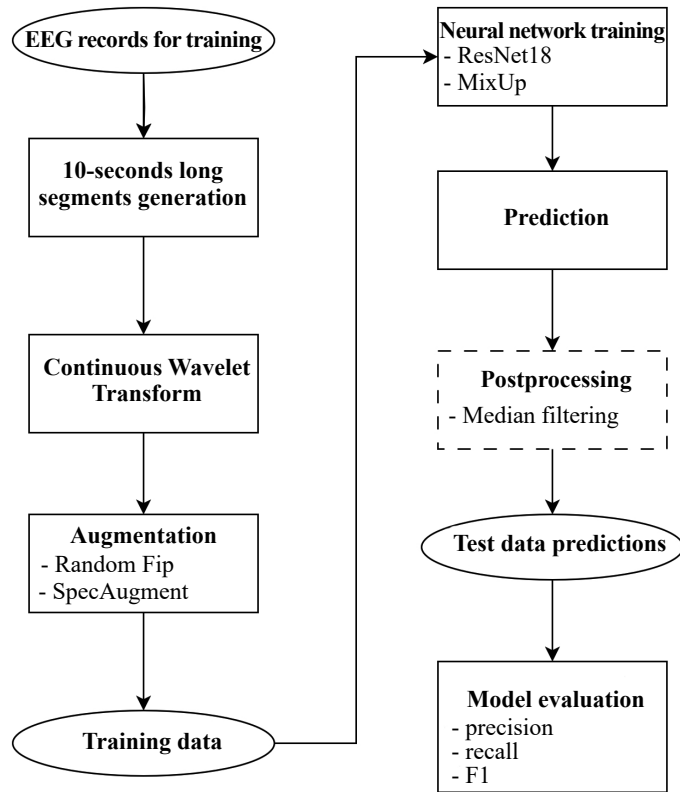 EEG records for training
10-seconds long
segments generation
Continuous Wavelet
Transform
Augmentation
- Random Fip
- SpecAugment
Training data
Neural network training
- ResNet18
- MixUp
Prediction
Postprocessing
- Median filtering
Test data predictions
Model evaluation
- precision
- recall
- F1